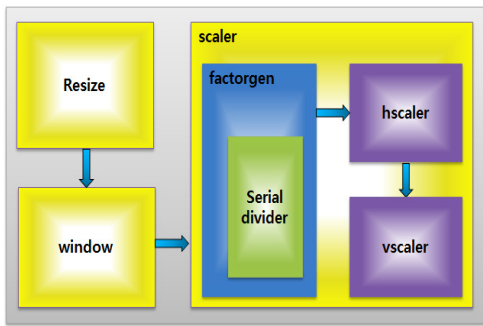 scaler
factorgen
Resize
hscaler
Serial
divider
window
vscaler